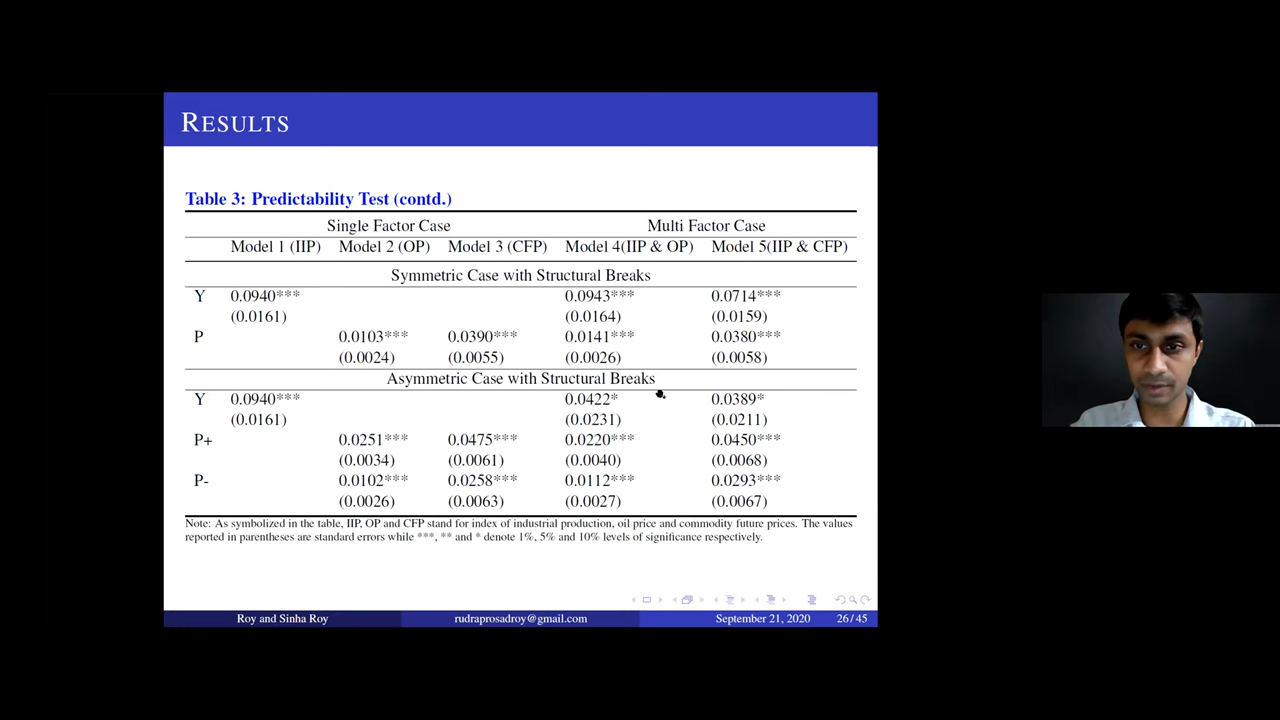 RESULTS
Table 3: Predictability Test (contd.)
Single Factor Case Multi Factor Case
Model 1 (IIP) Model 2 (OP) Model 3 (CFP) Model 4(IIP & OP) Model 5(IIP & CFP)
Symmetric Case with Structural Breaks
Y 0.0940*** 0.0943*** 0.0714***
(0.0161) (0.0164) (0.0159)
P 0.0103*** 0.0390*** 0.0141*** 0.0380***
(0.0024) (0.0055) (0.0026) (0.0058)
Asymmetric Case with Structural Breaks
Y 0.0940*** 0.0422* 0.0389*
(0.0161) (0.0231) (0.0211)
P+ 0.0251*** 0.0475*** 0.0220*** 0.0450***
(0.0034) (0.0061) (0.0040) (0.0068)
P- 0.0102*** 0.0258*** 0.0112*** 0.0293***
(0.0026) (0.0063) (0.0027) (0.0067)
Note: As symbolized in the table, IIP, OP and CFP stand for index of industrial production, oil price and commodity future prices. The values
reported in parentheses are standard errors while ***, ** and * denote 1%, 5% and 10% levels of significance respectively.
Roy and Sinha Roy rudraprosadroy@gmail.com September 21, 2020 26/45